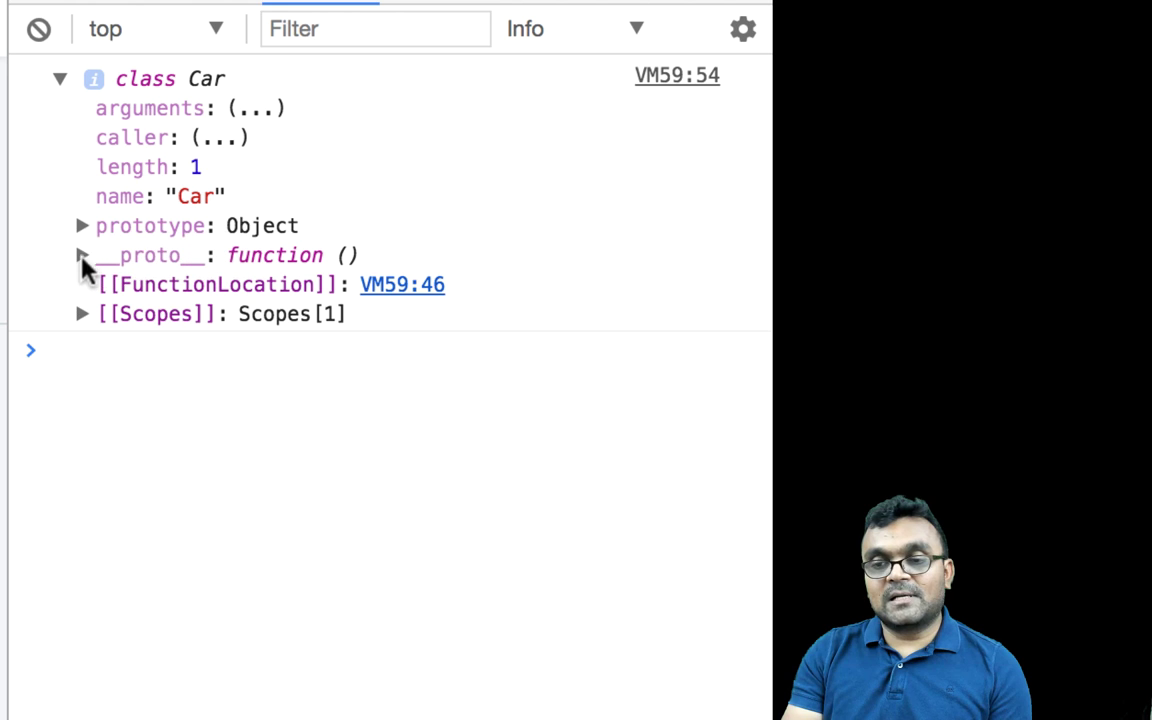 top Filter Info
class Car VM59:54
arguments: (...)
caller: (...)
length: 1
name: "Car"
prototype: Object
__proto__: function ()
[[FunctionLocation]]: VM59:46
[[Scopes]]: Scopes[1]